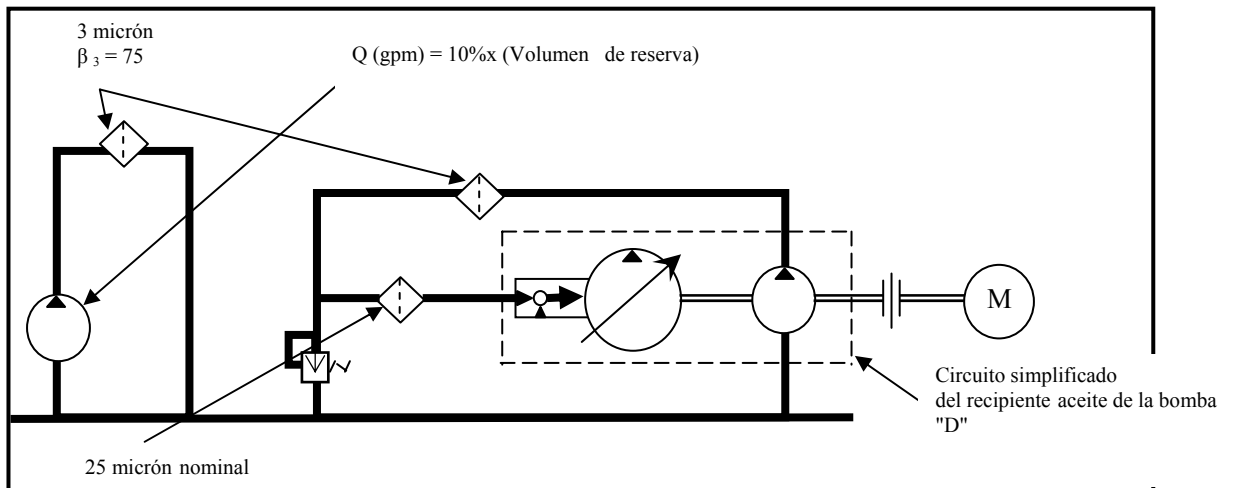 3 micrón
β 3 = 75
Q (gpm) = 10%x (Volumen de reserva)
M
Circuito simplificado
del recipiente aceite de la bomba
"D"
25 micrón nominal